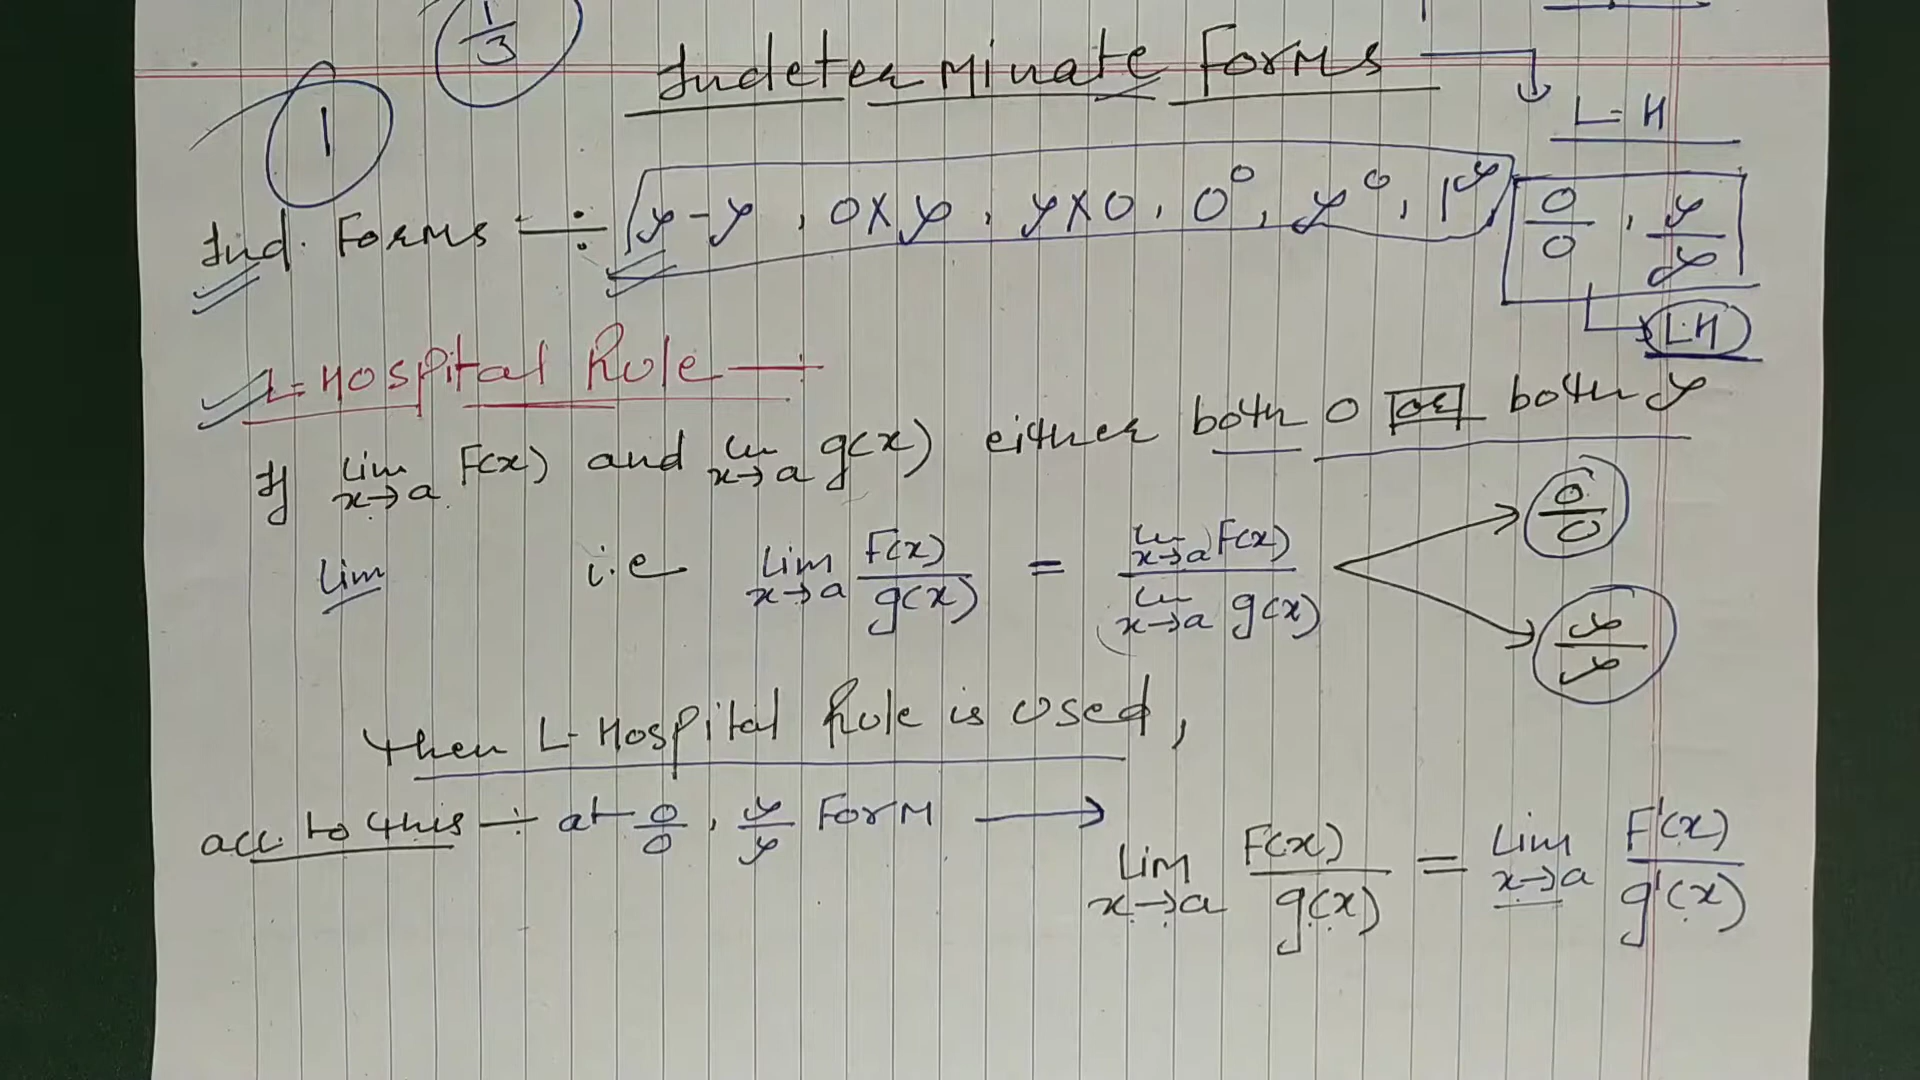 1/3
Indeterminate Forms → L-H
1
Ind. Forms ÷ ∞-∞, 0×∞, ∞×0, 0⁰, ∞⁰, 1^∞, 0/0, ∞/∞
L-H
L-Hospital Rule
If lim x→a F(x) and lim x→a g(x) either both 0 or both ∞
Lim i.e Lim x→a F(x)/g(x) = lim x→a F(x) / lim x→a g(x) 0/0 ∞/∞
then L-Hospital Rule is used,
acc. to this ÷ at 0/0, ∞/∞ Form →
Lim x→a F(x)/g(x) = Lim x→a F'(x)/g'(x)